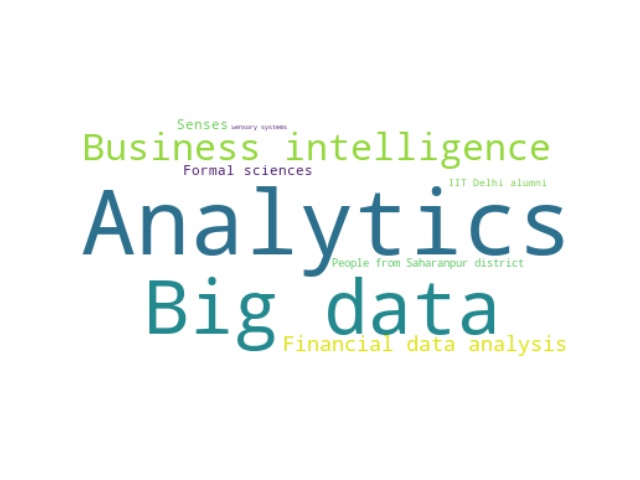 Senses sensory systems
Business intelligence
Formal sciences
IIT Delhi alumni
Analytics
People from Saharanpur district
Big data
Financial data analysis